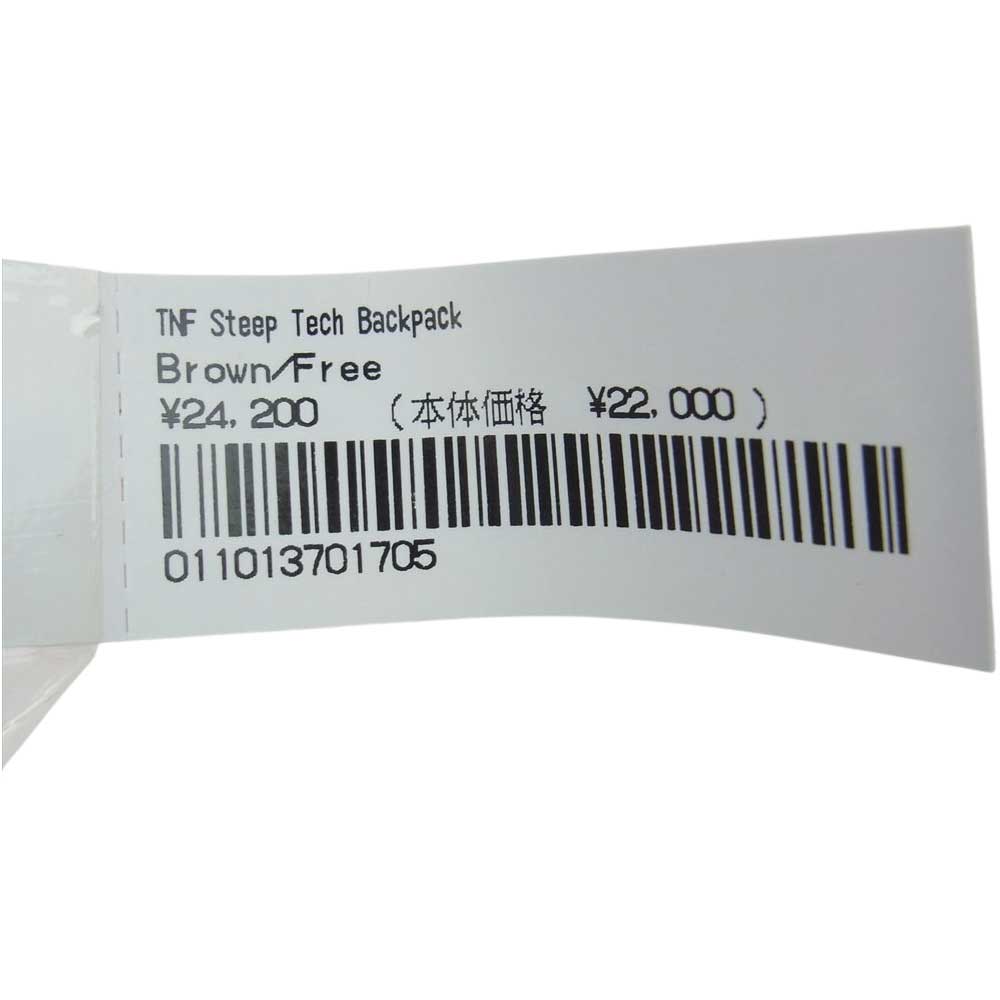 TNF Steep Tech Backpack
Brown/Free
¥24,200 (本体価格 ¥22,000)
011013701705